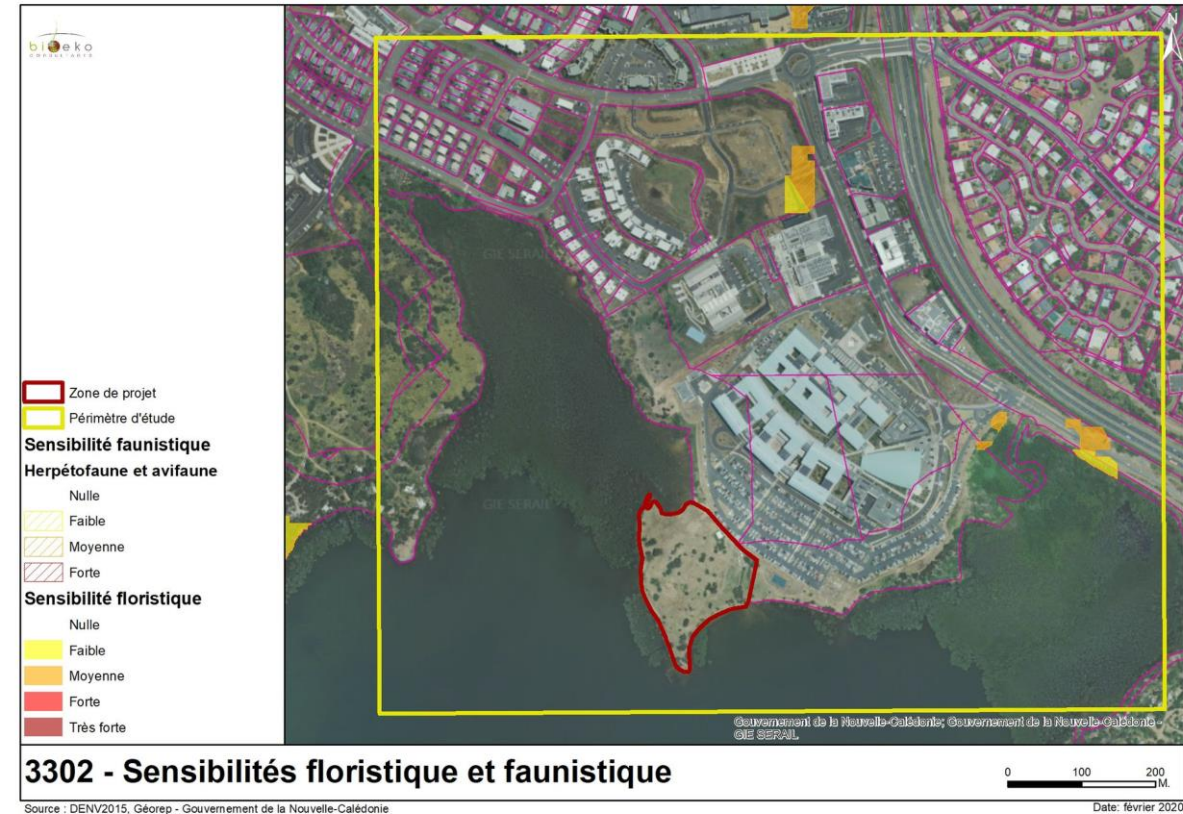 bioeko
CONSULTANTS
N
GIE SERAIL
GIE SERAIL
Zone de projet
Périmètre d'étude
Sensibilité faunistique
Herpétofaune et avifaune
Nulle
Faible
Moyenne
Forte
Sensibilité floristique
Nulle
Faible
Moyenne
Forte
Très forte
Gouvernement de la Nouvelle-Calédonie; Gouvernement de la Nouvelle-Calédonie -
GIE SERAIL
3302 - Sensibilités floristique et faunistique
0 100 200
M.
Source : DENV2015, Géorep - Gouvernement de la Nouvelle-Calédonie
Date: février 2020